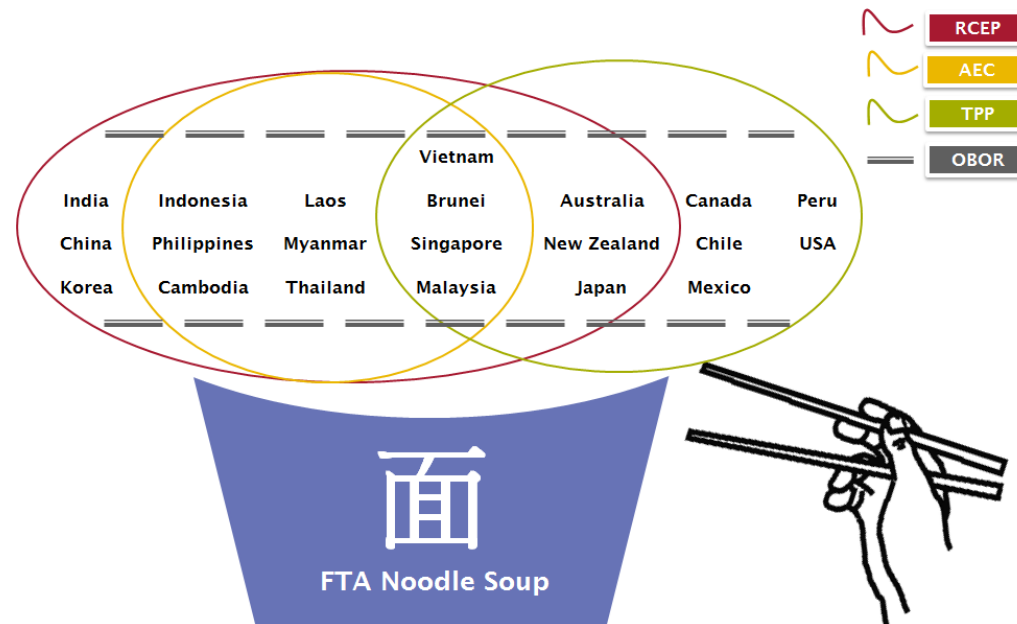 RCEP
AEC
TPP
OBOR
Vietnam
India Indonesia Laos Brunei Australia Canada Peru
China Philippines Myanmar Singapore New Zealand Chile USA
Korea Cambodia Thailand Malaysia Japan Mexico
面
FTA Noodle Soup